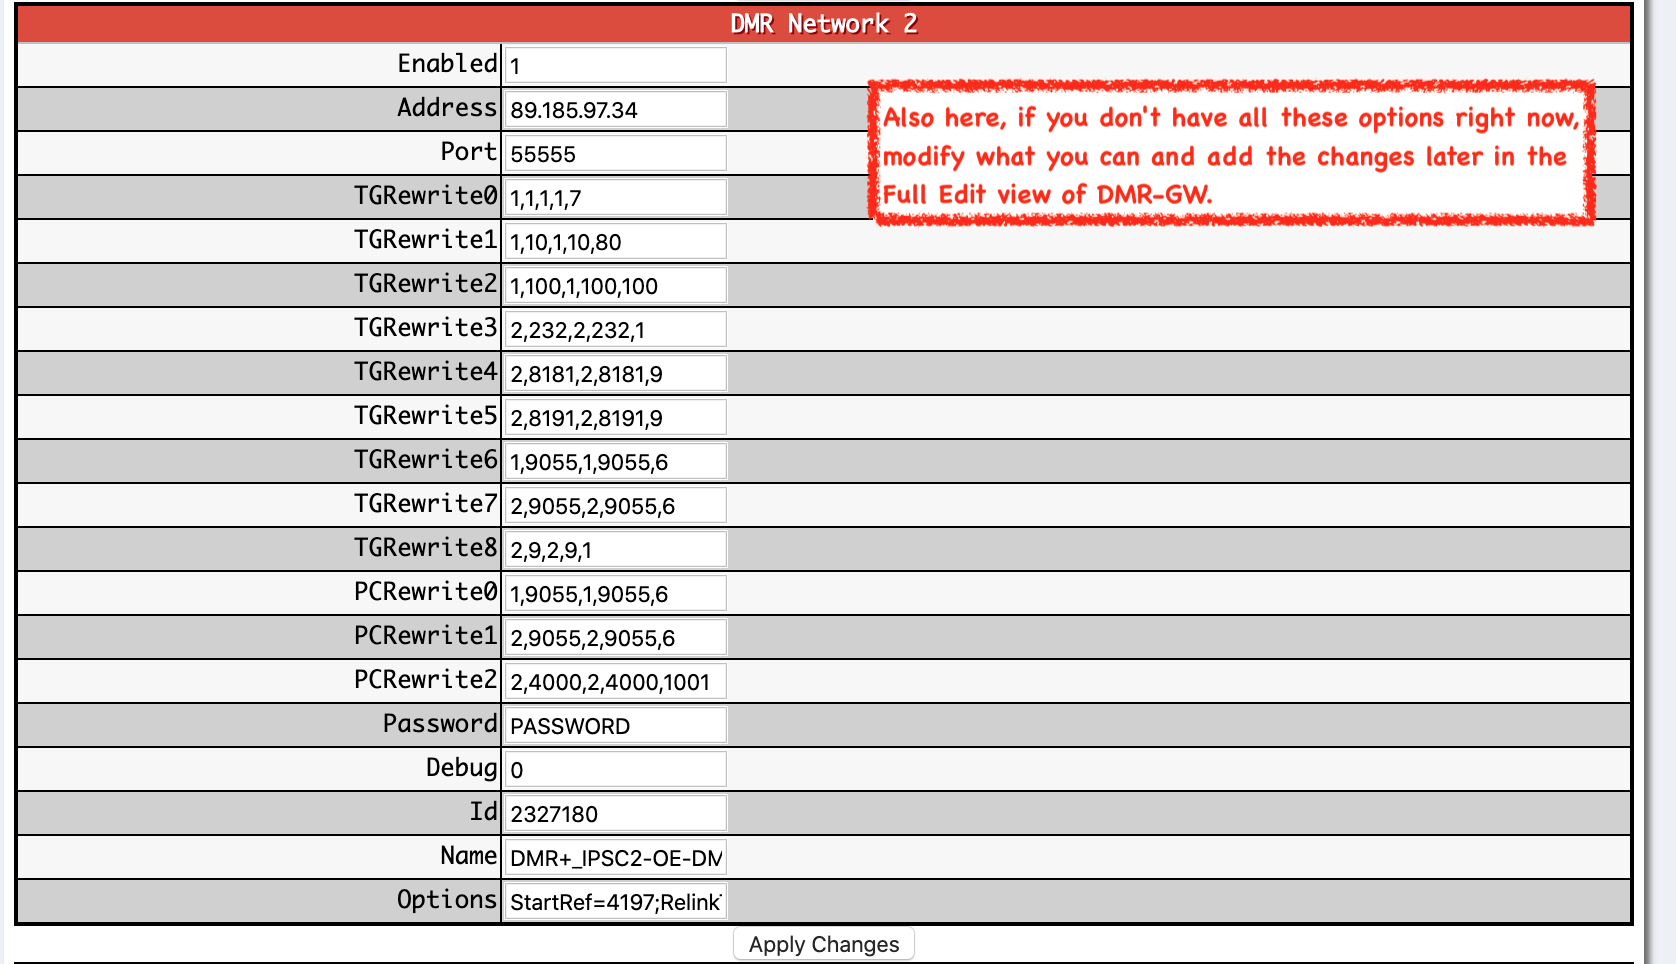 DMR Network 2
Enabled 1
Address 89.185.97.34
Also here, if you don't have all these options right now,
modify what you can and add the changes later in the
Full Edit view of DMR-GW.
Port 55555
TGRewrite0 1,1,1,1,7
TGRewrite1 1,10,1,10,80
TGRewrite2 1,100,1,100,100
TGRewrite3 2,232,2,232,1
TGRewrite4 2,8181,2,8181,9
TGRewrite5 2,8191,2,8191,9
TGRewrite6 1,9055,1,9055,6
TGRewrite7 2,9055,2,9055,6
TGRewrite8 2,9,2,9,1
PCRewrite0 1,9055,1,9055,6
PCRewrite1 2,9055,2,9055,6
PCRewrite2 2,4000,2,4000,1001
Password PASSWORD
Debug 0
Id 2327180
Name DMR+_IPSC2-OE-DM
Options StartRef=4197;Relink
Apply Changes